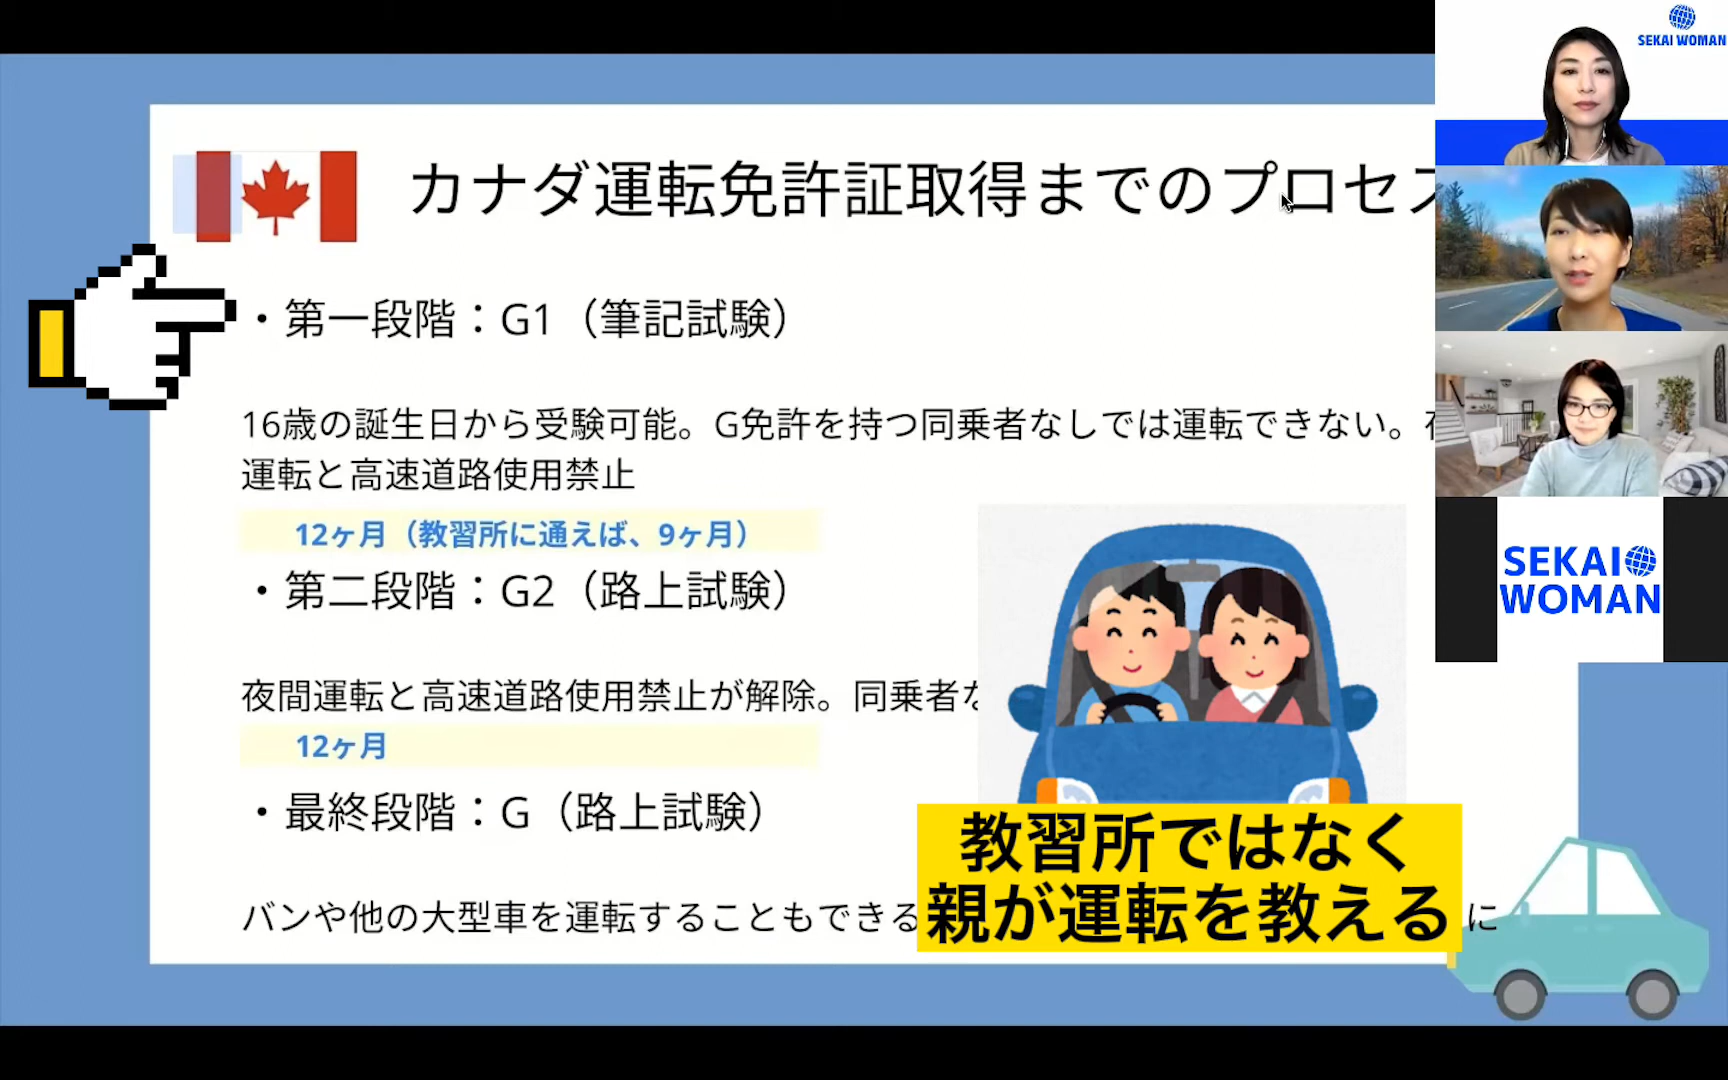 カナダ運転免許証取得までのプロセス
・第一段階：G1（筆記試験）
16歳の誕生日から受験可能。G免許を持つ同乗者なしでは運転できない。
運転と高速道路使用禁止
12ヶ月（教習所に通えば、9ヶ月）
・第二段階：G2（路上試験）
夜間運転と高速道路使用禁止が解除。同乗者な
12ヶ月
・最終段階：G（路上試験）
バンや他の大型車を運転することもできる
に
教習所ではなく
親が運転を教える
SEKAI WOMAN
SEKAI
WOMAN